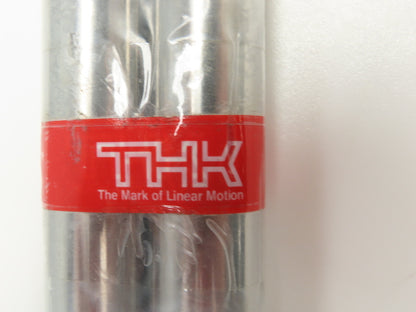 THK
The Mark of Linear Motion